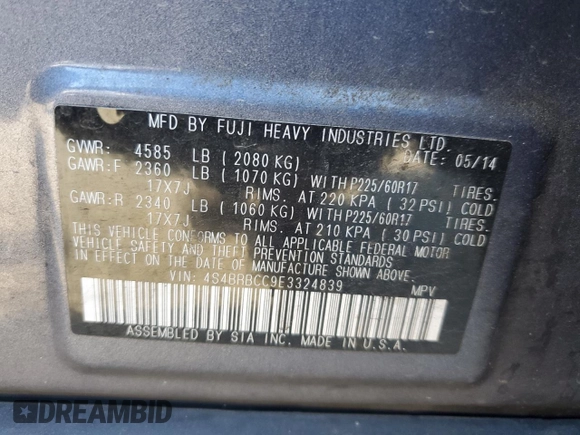 MFD BY FUJI HEAVY INDUSTRIES LTD.
GVWR: 4585 LB ( 2080 KG) DATE: 05/14
GAWR:F 2360 LB ( 1070 KG) WITH P225/60R17 TIRES.
17X7J RIMS. AT 220 KPA ( 32 PSI) COLD
GAWR:R 2340 LB ( 1060 KG) WITH P225/60R17 TIRES.
17X7J RIMS. AT 210 KPA ( 30 PSI) COLD
THIS VEHICLE CONFORMS TO ALL APPLICABLE FEDERAL MOTOR
VEHICLE SAFETY AND THEFT PREVENTION STANDARDS
IN EFFECT ON THE DATE OF MANUFACTURE SHOWN ABOVE.
VIN: 4S4BRBCC9E3324839 MPV
ASSEMBLED BY SIA INC. MADE IN U.S.A.
DREAMBID